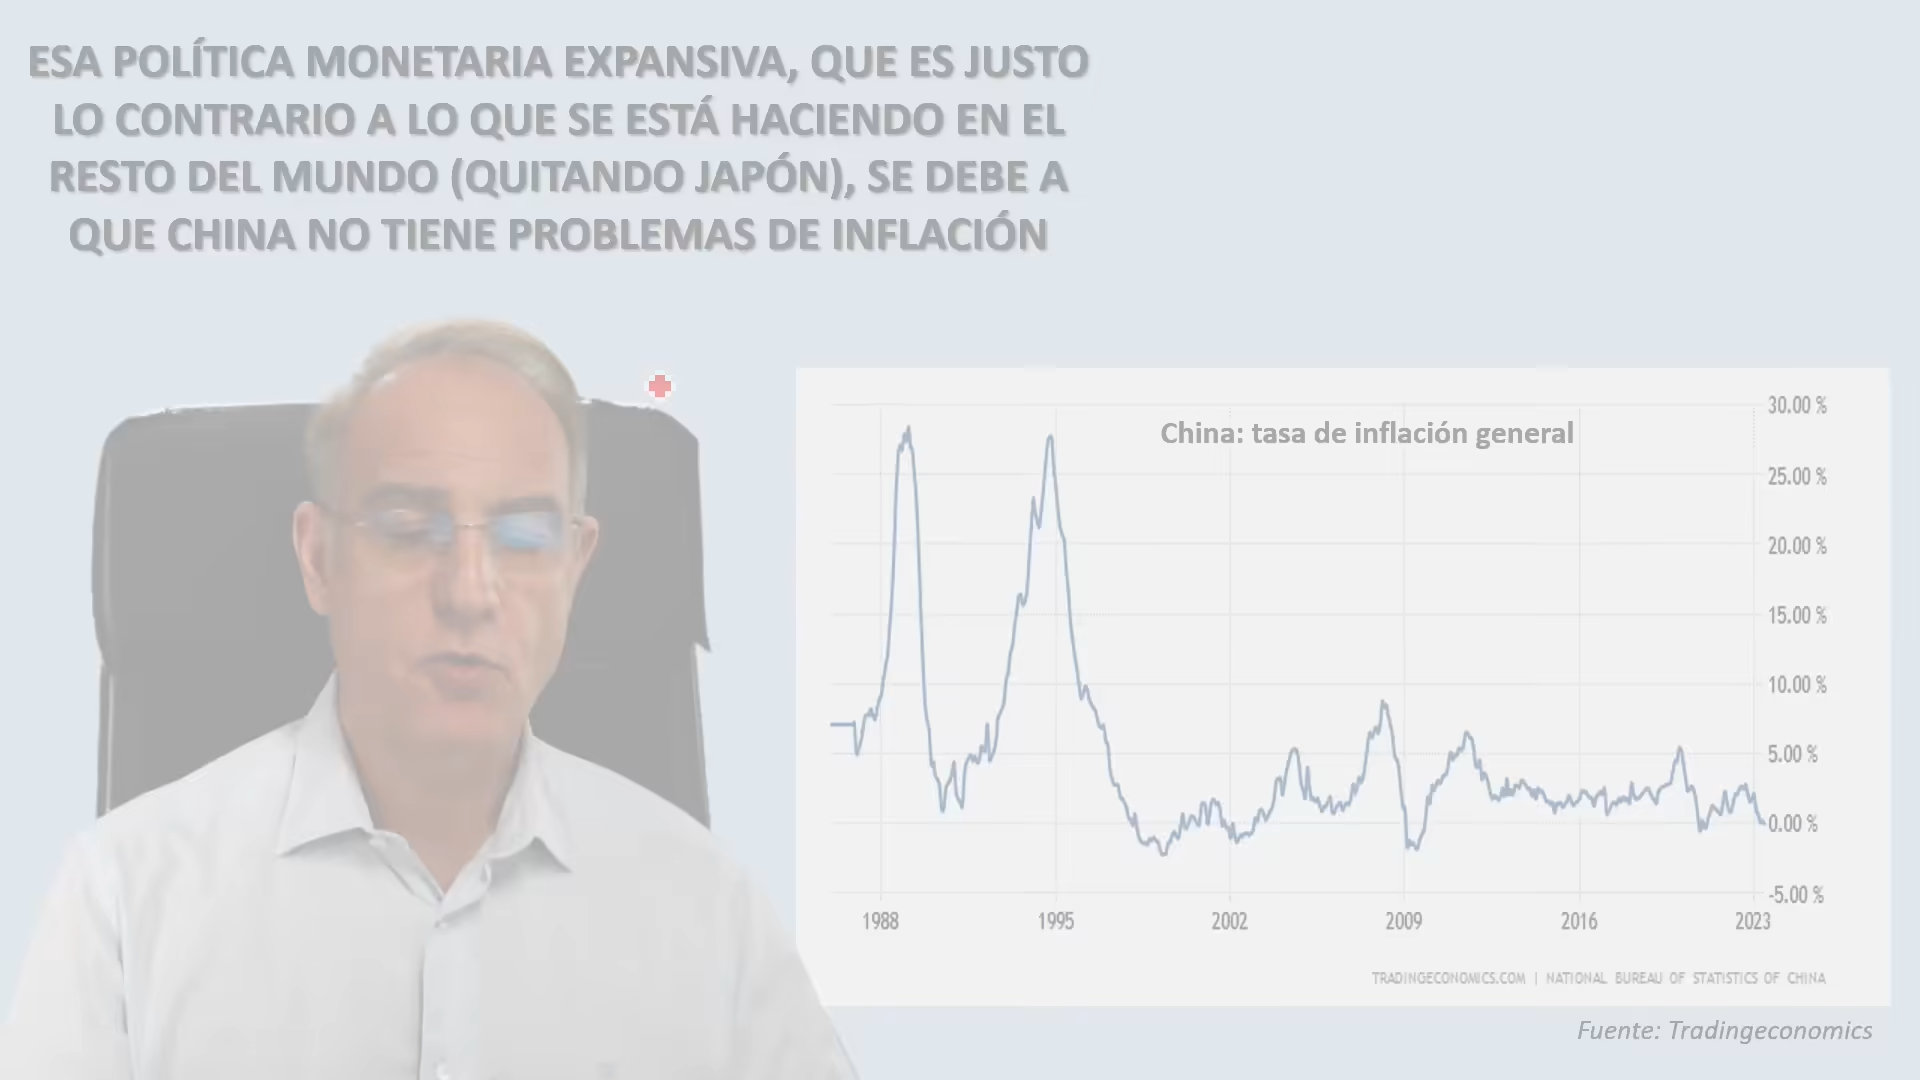 ESA POLÍTICA MONETARIA EXPANSIVA, QUE ES JUSTO
LO CONTRARIO A LO QUE SE ESTÁ HACIENDO EN EL
RESTO DEL MUNDO (QUITANDO JAPÓN), SE DEBE A
QUE CHINA NO TIENE PROBLEMAS DE INFLACIÓN
China: tasa de inflación general
30.00 %
25.00 %
20.00 %
15.00 %
10.00 %
5.00 %
0.00 %
-5.00 %
1988 1995 2002 2009 2016 2023
TRADINGECONOMICS.COM | NATIONAL BUREAU OF STATISTICS OF CHINA
Fuente: Tradingeconomics